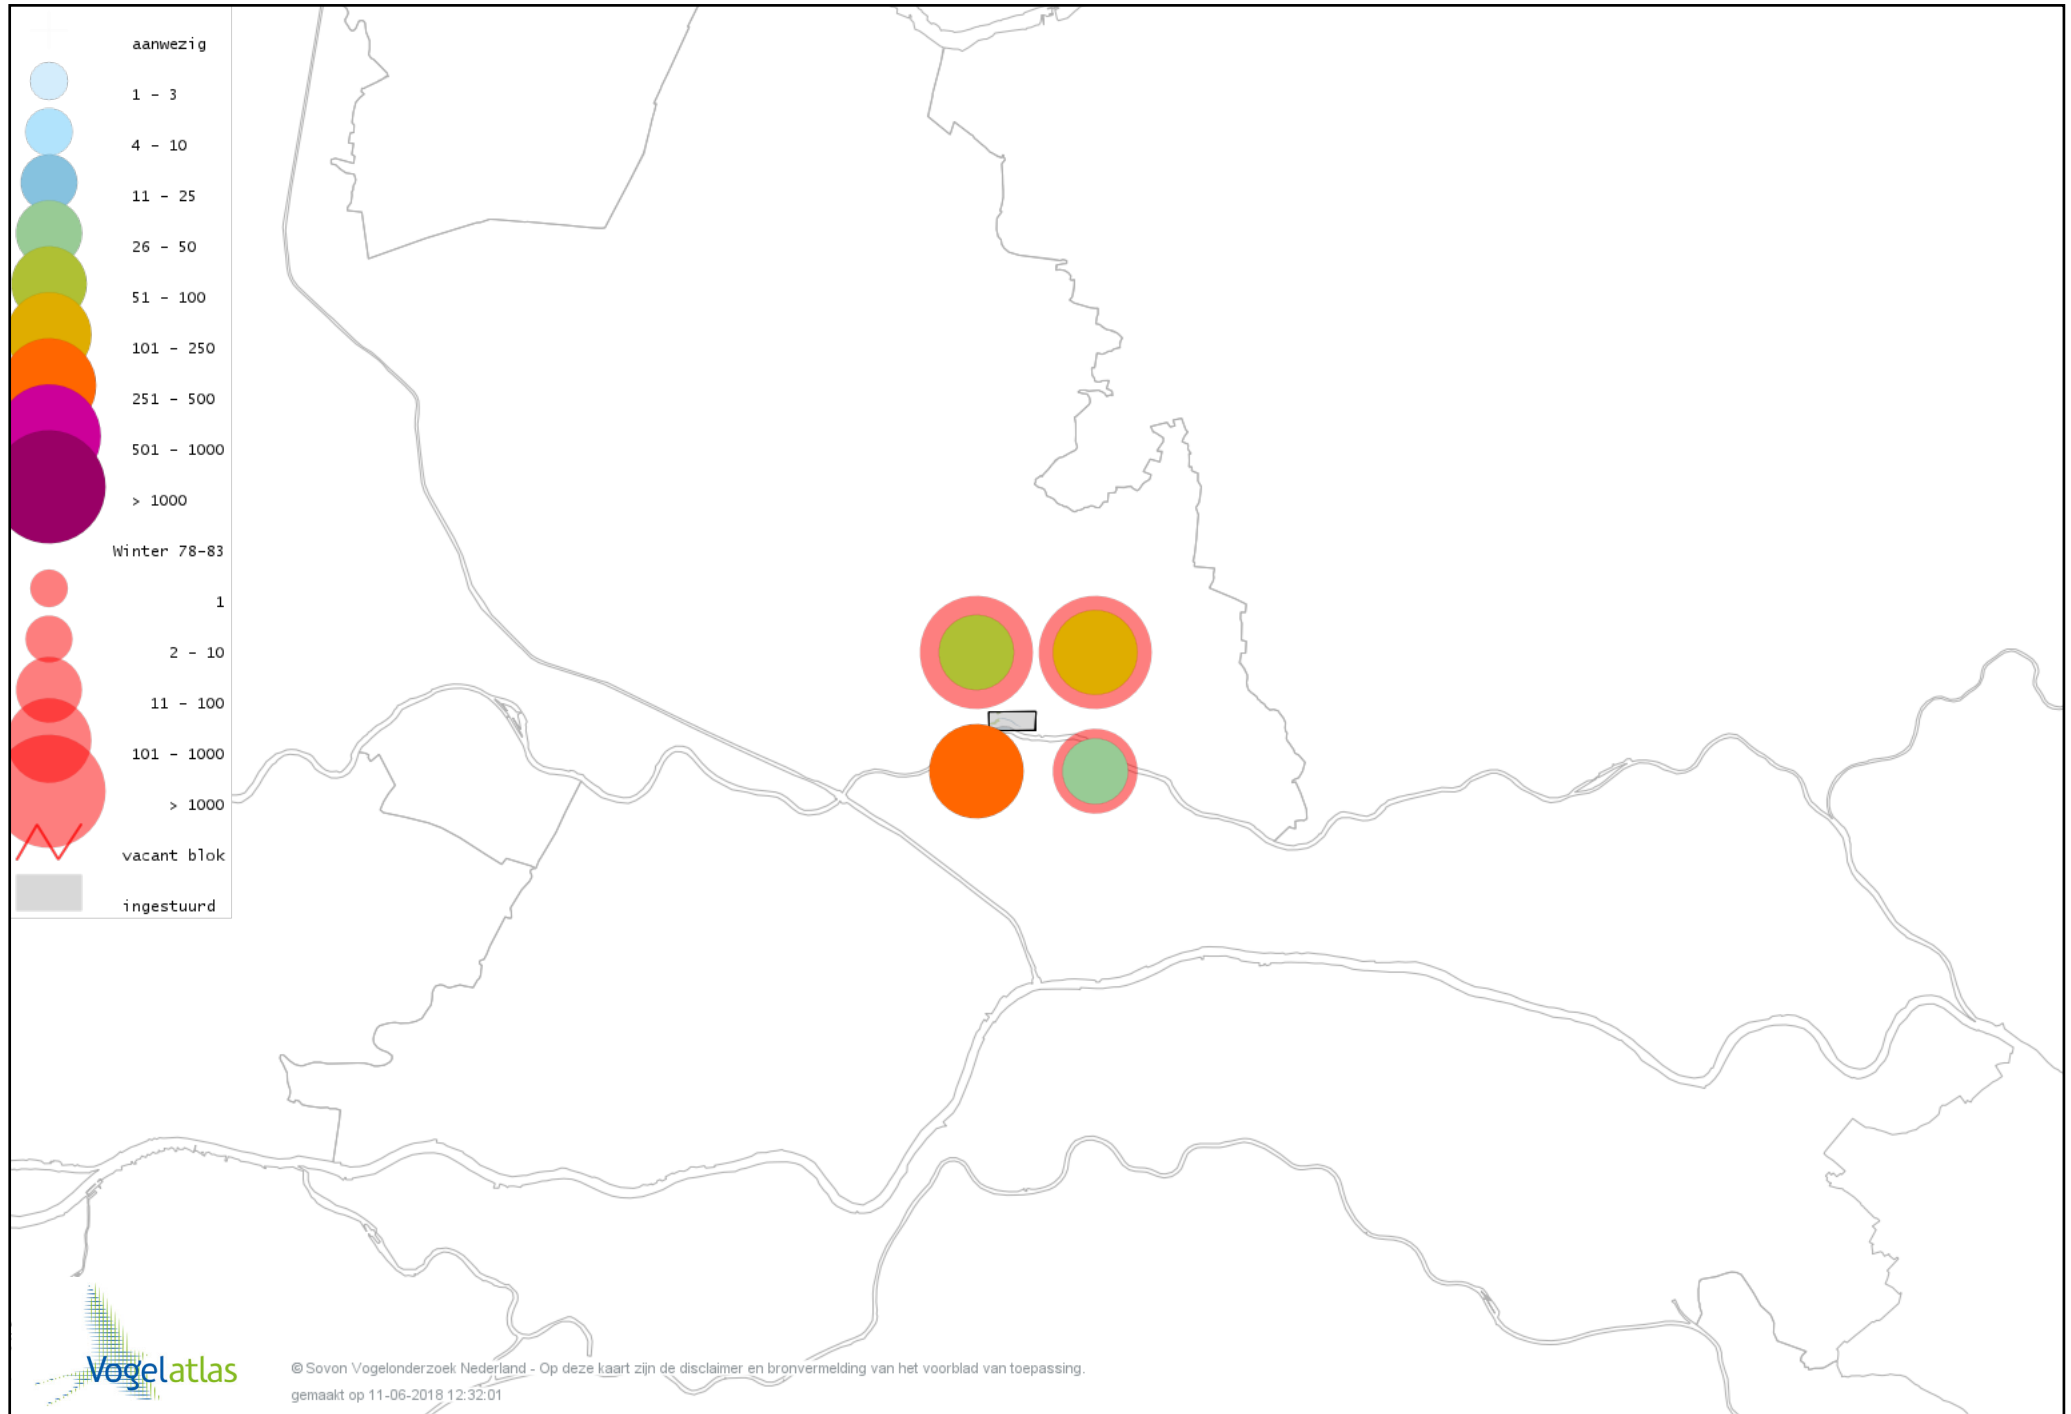 aanwezig
1 - 3
4 - 10
11 - 25
26 - 50
51 - 100
101 - 250
251 - 500
501 - 1000
> 1000
Winter 78-83
1
2 - 10
11 - 100
101 - 1000
> 1000
vacant blok
ingestuurd
Vogelatlas
© Sovon Vogelonderzoek Nederland - Op deze kaart zijn de disclaimer en bronvermelding van het voorblad van toepassing.
gemaakt op 11-06-2018 12:32:01